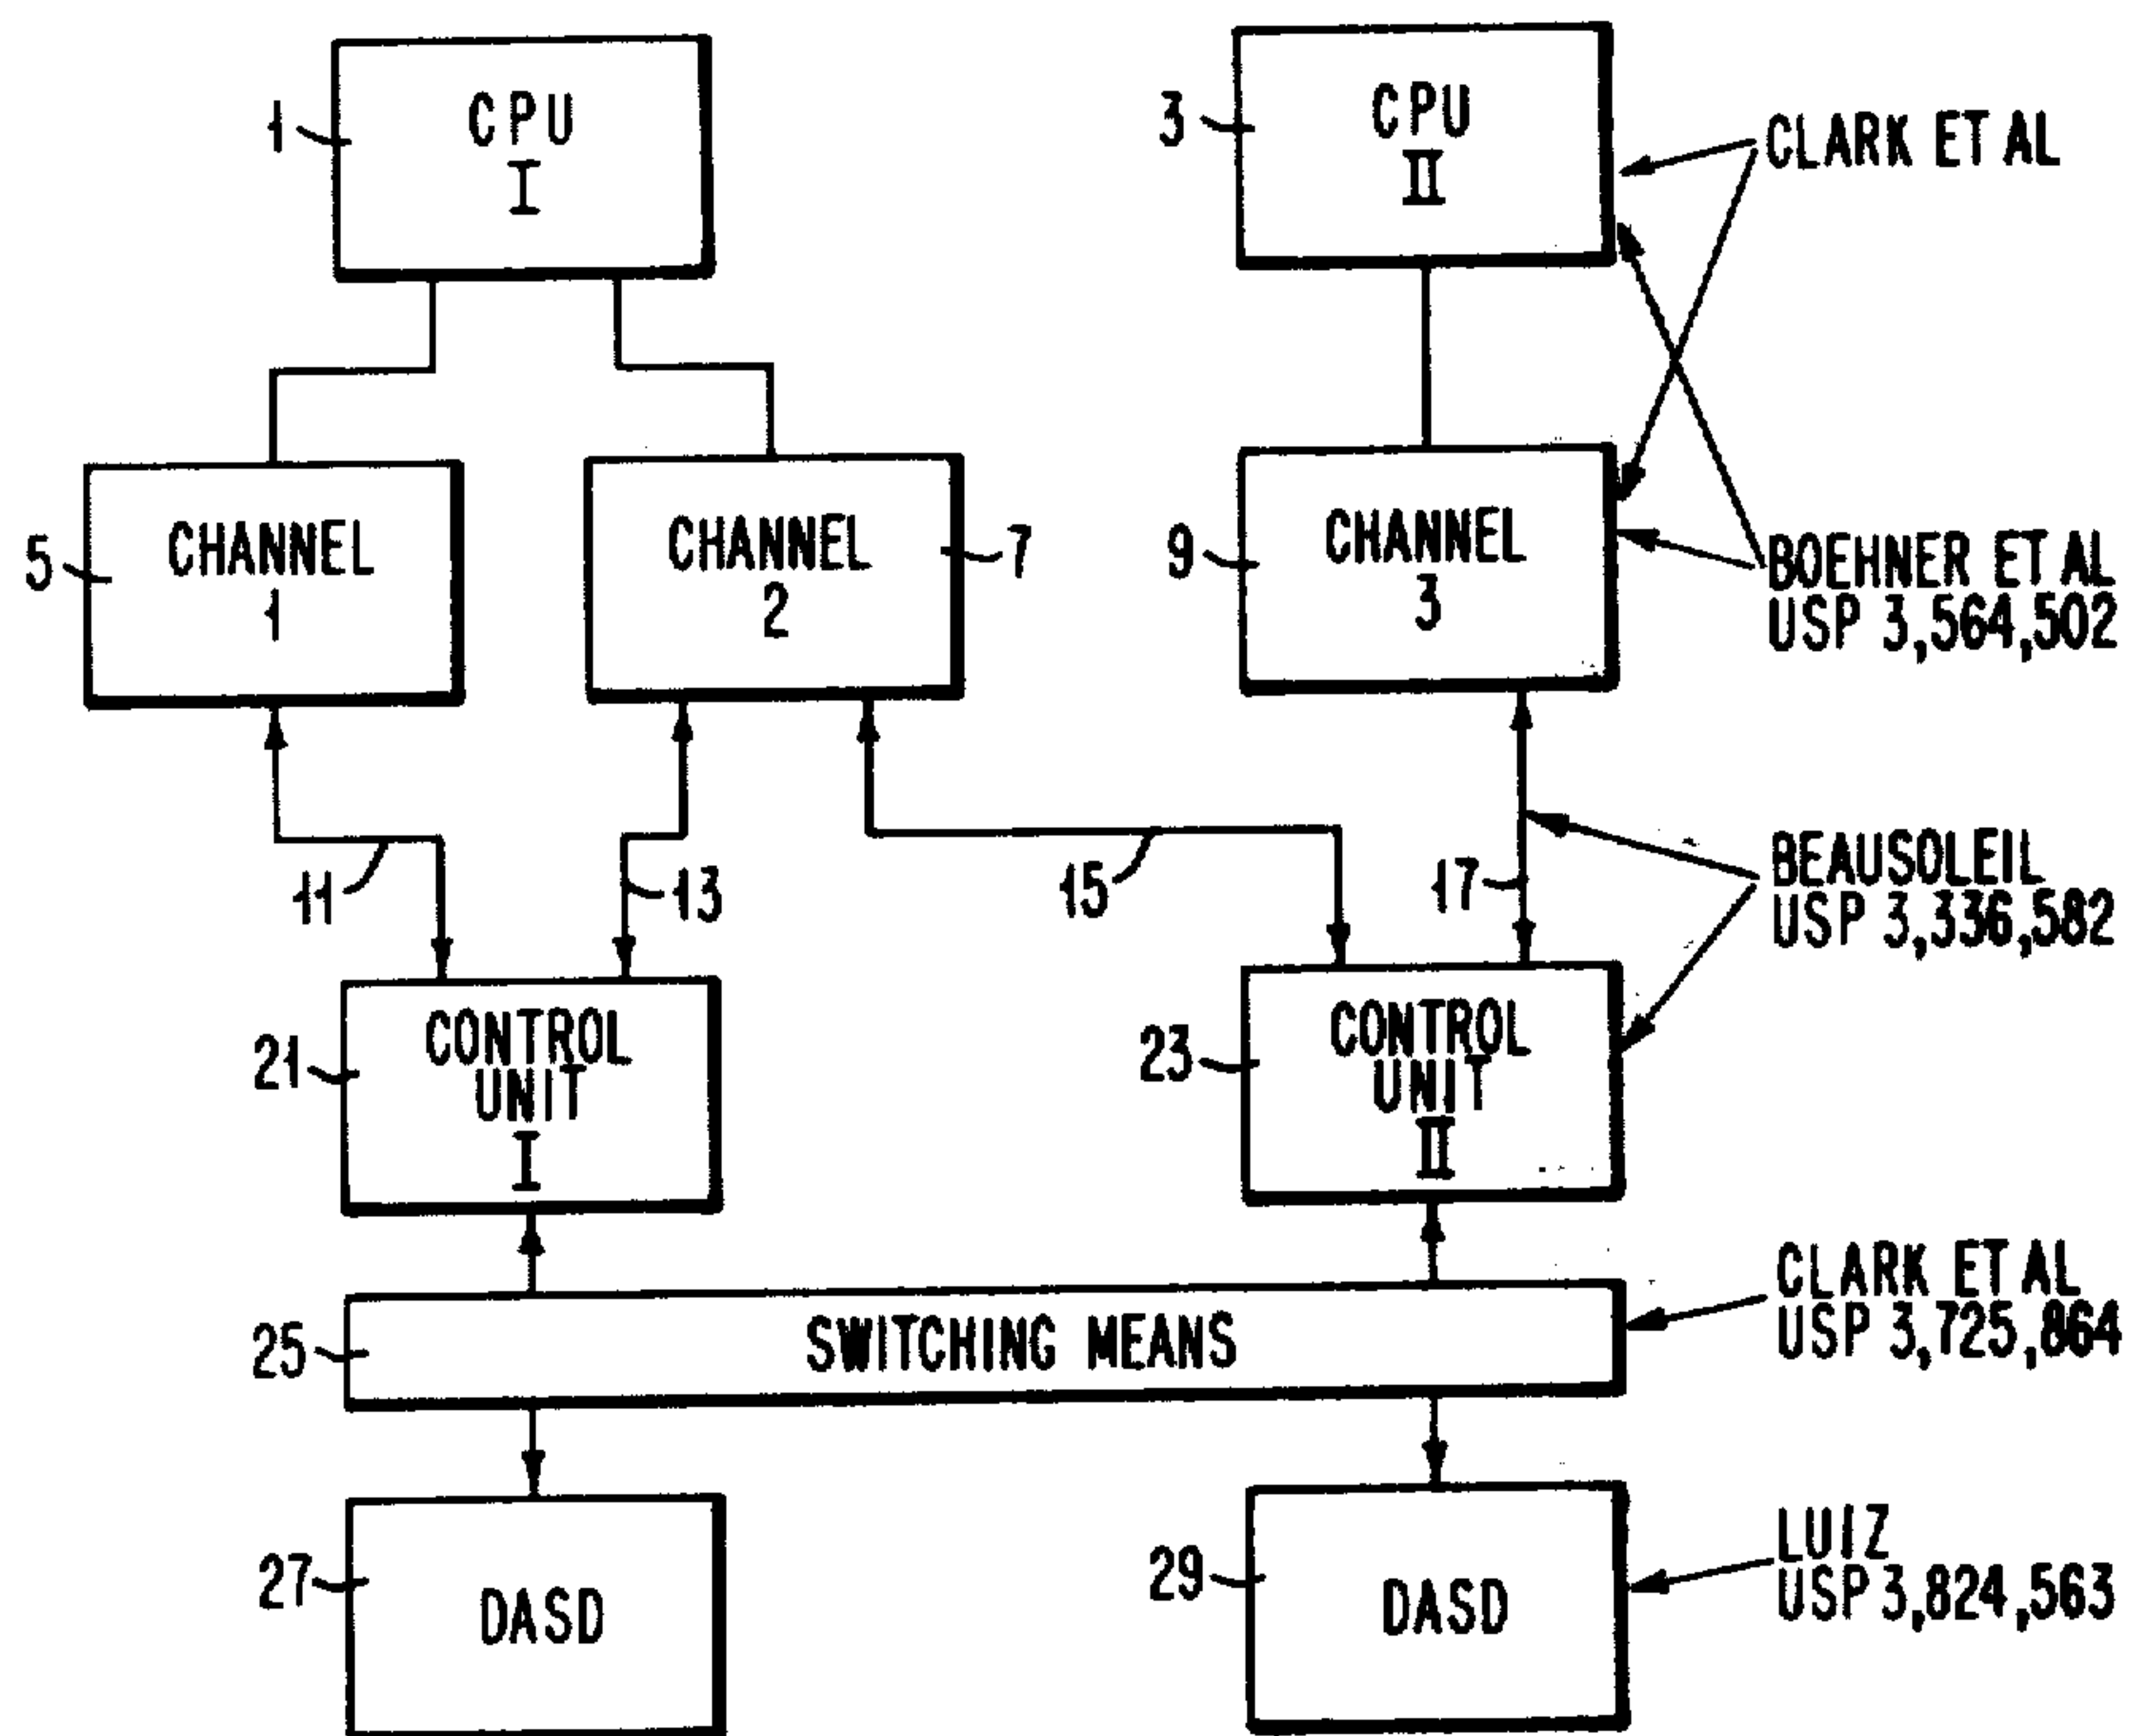 1
CPU
I
3
CPU
II
CLARK ET AL
5
CHANNEL
1
CHANNEL
2
7
9
CHANNEL
3
BOEHNER ET AL
USP 3,564,502
11
13
15
17
BEAUSOLEIL
USP 3,336,582
21
CONTROL
UNIT
I
23
CONTROL
UNIT
II
25
SWITCHING MEANS
CLARK ET AL
USP 3,725,864
27
DASD
29
DASD
LUIZ
USP 3,824,563